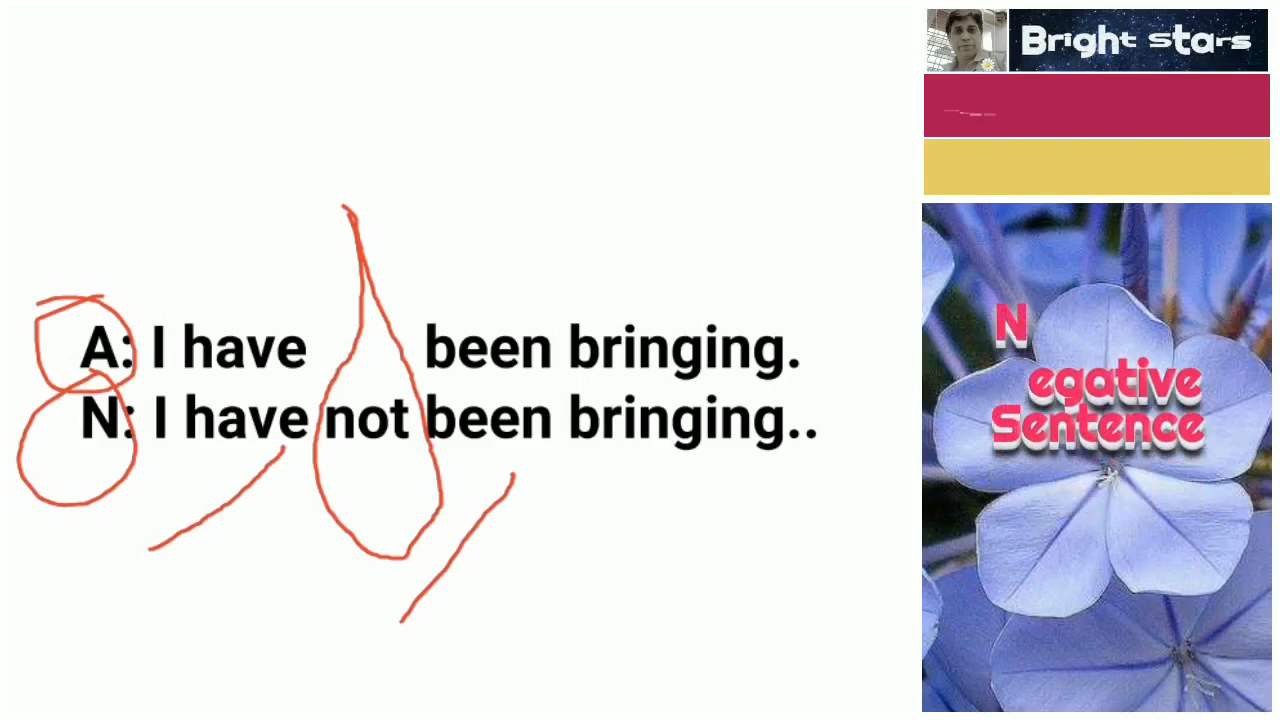 Bright stars
A: I have been bringing.
N: I have not been bringing..
N
egative
Sentence